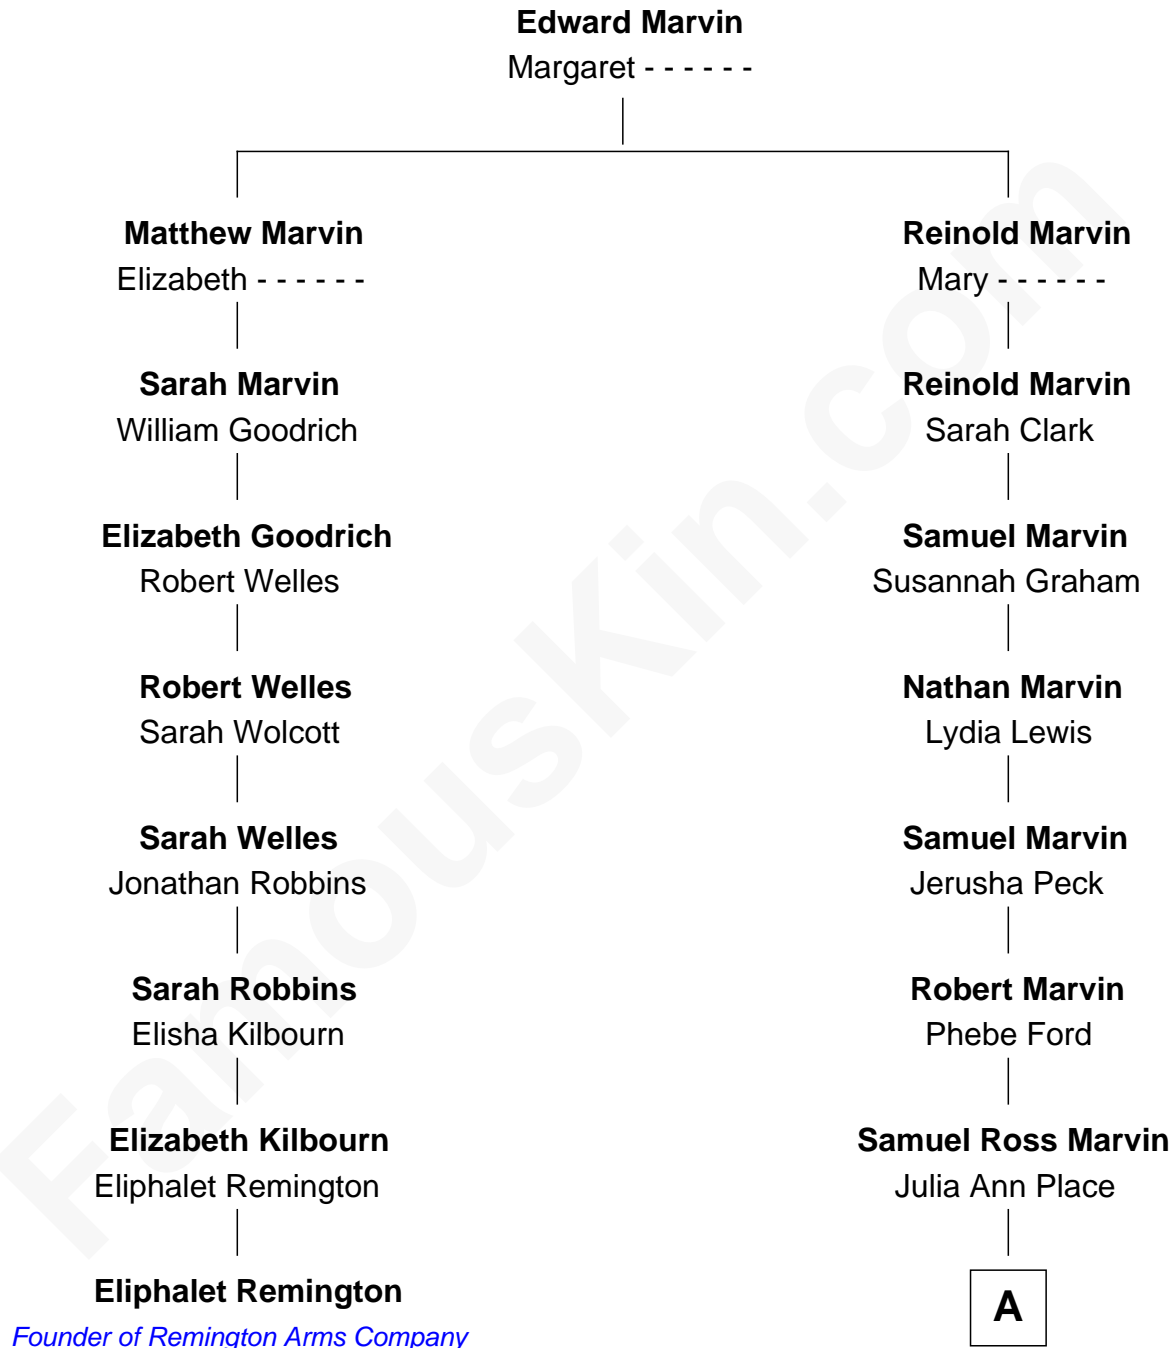 Edward Marvin
Margaret - - - - - -
Matthew Marvin
Elizabeth - - - - - -
Reinold Marvin
Mary - - - - - -
Sarah Marvin
William Goodrich
Reinold Marvin
Sarah Clark
Elizabeth Goodrich
Robert Welles
Samuel Marvin
Susannah Graham
Robert Welles
Sarah Wolcott
Nathan Marvin
Lydia Lewis
Sarah Welles
Jonathan Robbins
Samuel Marvin
Jerusha Peck
Sarah Robbins
Elisha Kilbourn
Robert Marvin
Phebe Ford
Elizabeth Kilbourn
Eliphalet Remington
Samuel Ross Marvin
Julia Ann Place
Eliphalet Remington
Founder of Remington Arms Company
A
FamousKin.com